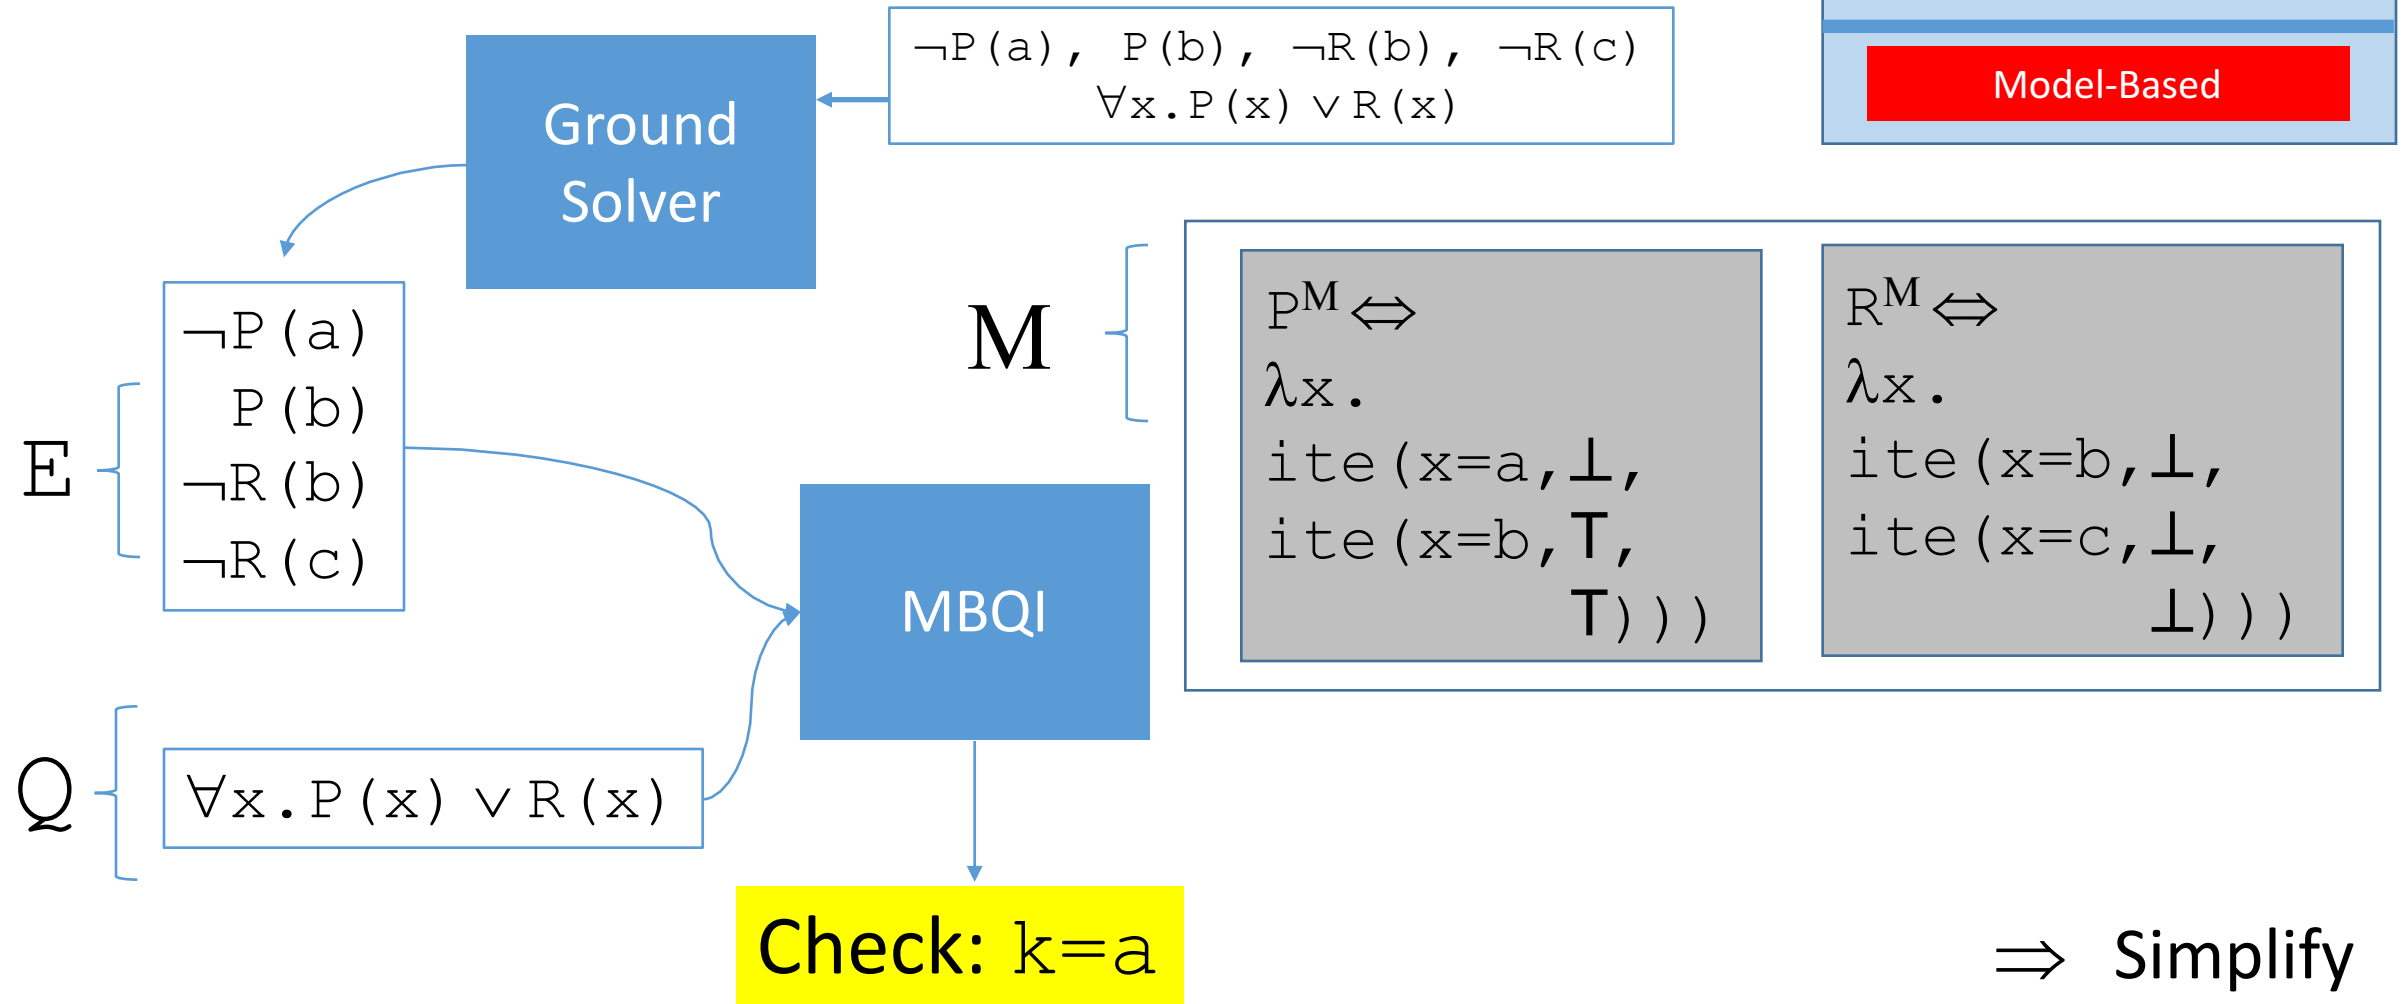 ¬P(a), P(b), ¬R(b), ¬R(c)
∀x.P(x)∨R(x)
Model-Based
Ground
Solver
¬P(a)
P(b)
¬R(b)
¬R(c)
E
M
P^M ⇔
λx.
ite(x=a,⊥,
ite(x=b,⊤,
⊤)))
R^M ⇔
λx.
ite(x=b,⊥,
ite(x=c,⊥,
⊥)))
MBQI
Q
∀x.P(x)∨R(x)
Check: k=a
⇒ Simplify